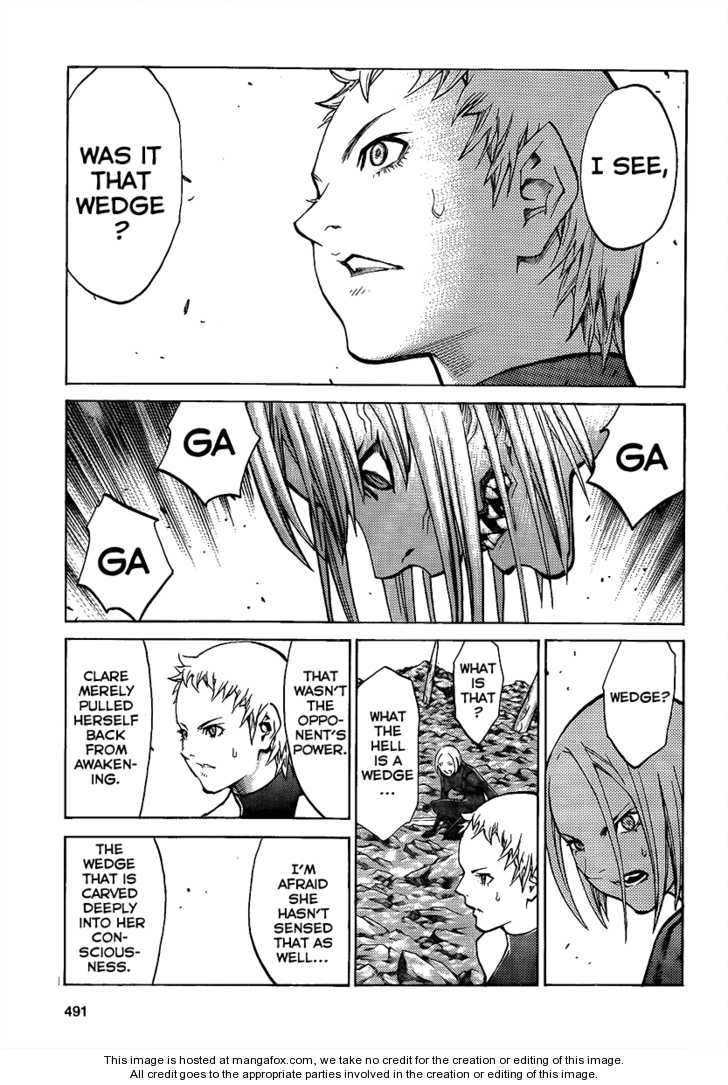 I SEE,
WAS IT
THAT
WEDGE
?
GA
GA
GA
WEDGE?
WHAT
IS
THAT
?
WHAT
THE
HELL
IS A
WEDGE
...
THAT
WASN'T
THE
OPPO-
NENT'S
POWER.
CLARE
MERELY
PULLED
HERSELF
BACK
FROM
AWAKEN-
ING.
I'M
AFRAID
SHE
HASN'T
SENSED
THAT AS
WELL...
THE
WEDGE
THAT IS
CARVED
DEEPLY
INTO HER
CON-
SCIOUS-
NESS.
491
This image is hosted at mangafox.com, we take no credit for the creation or editing of this image.
All credit goes to the appropriate parties involved in the creation or editing of this image.